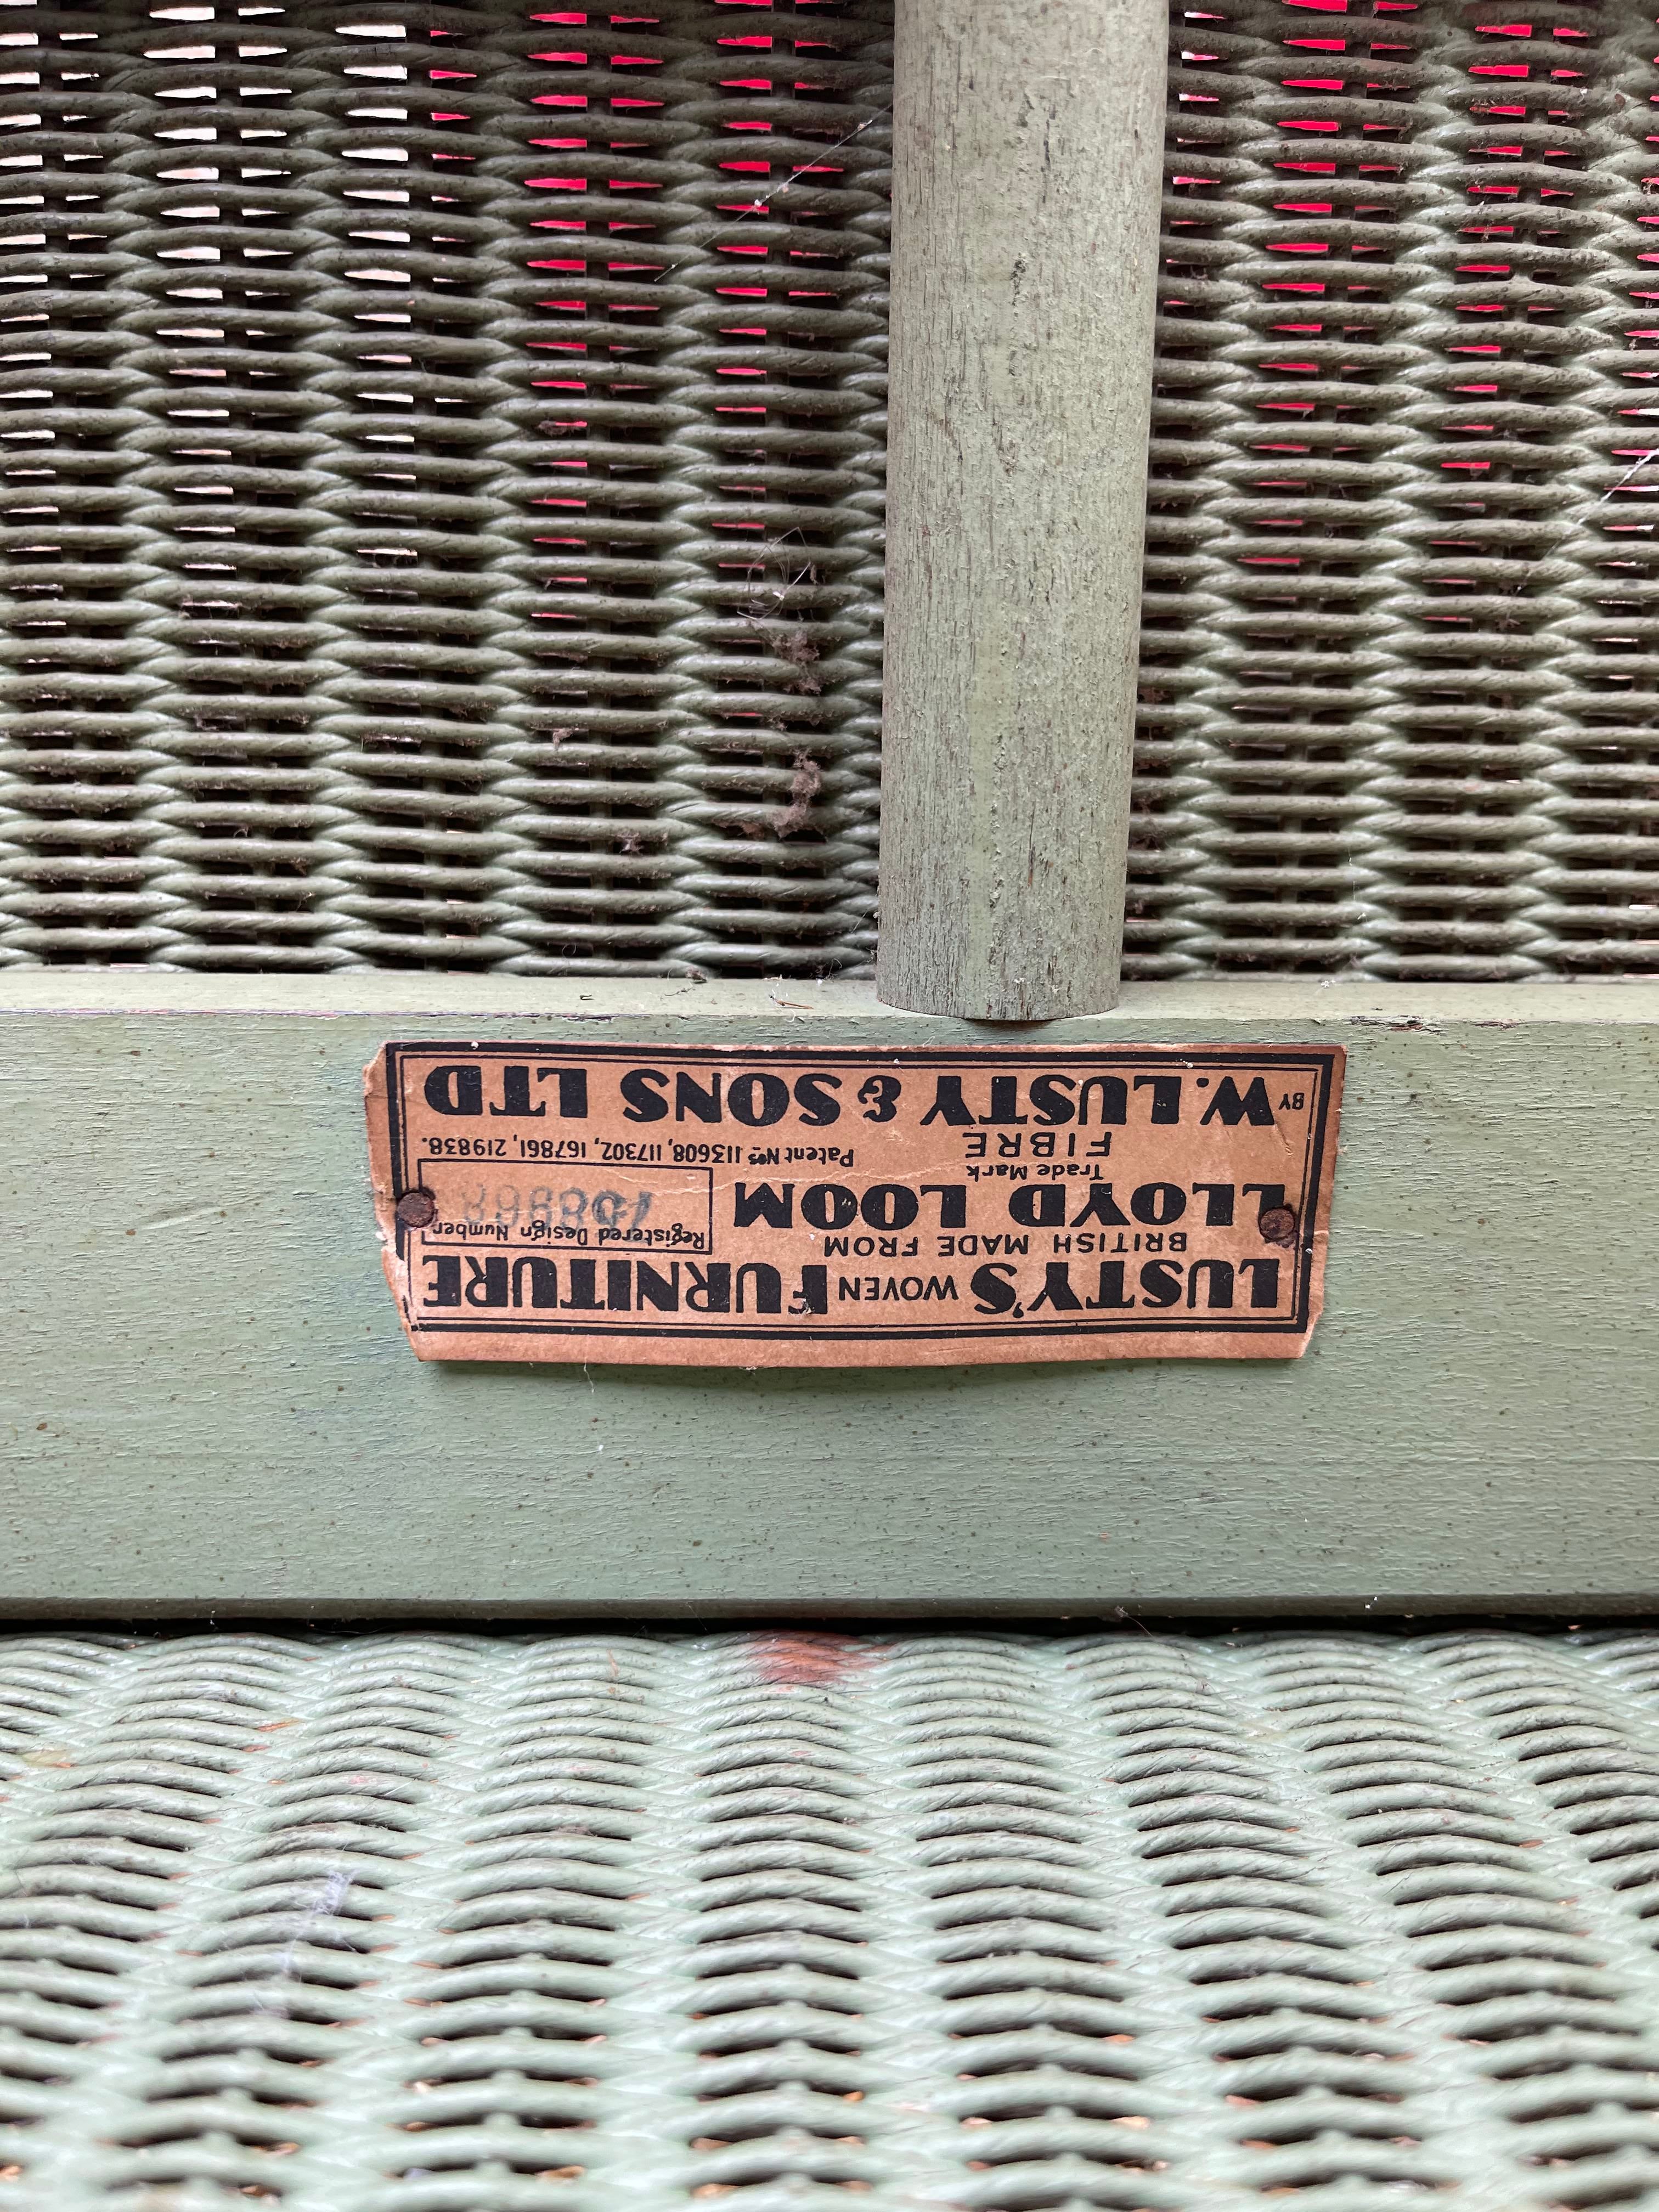 LUSTY'S WOVEN FURNITURE
BRITISH MADE FROM
LLOYD LOOM
Trade Mark
FIBRE
Registered Design Number
Patent Nos 113608, 117302, 167861, 219838.
BY W. LUSTY & SONS LTD